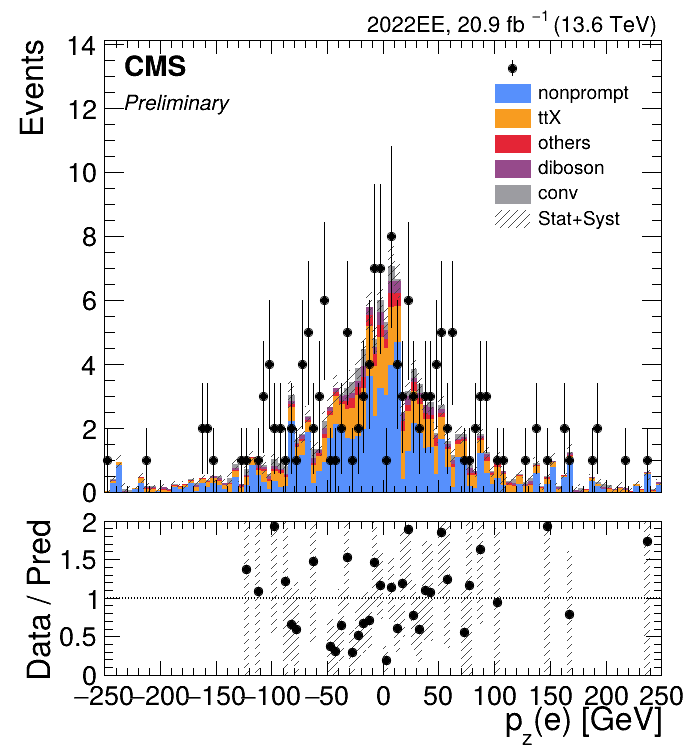 2022EE, 20.9 fb⁻¹ (13.6 TeV)
CMS
Preliminary
Events
14
12
10
8
6
4
2
0
nonprompt
ttX
others
diboson
conv
Stat+Syst
Data / Pred
2
1.5
1
0.5
0
−250 −200 −150 −100 −50 0 50 100 150 200 250
p_z(e) [GeV]